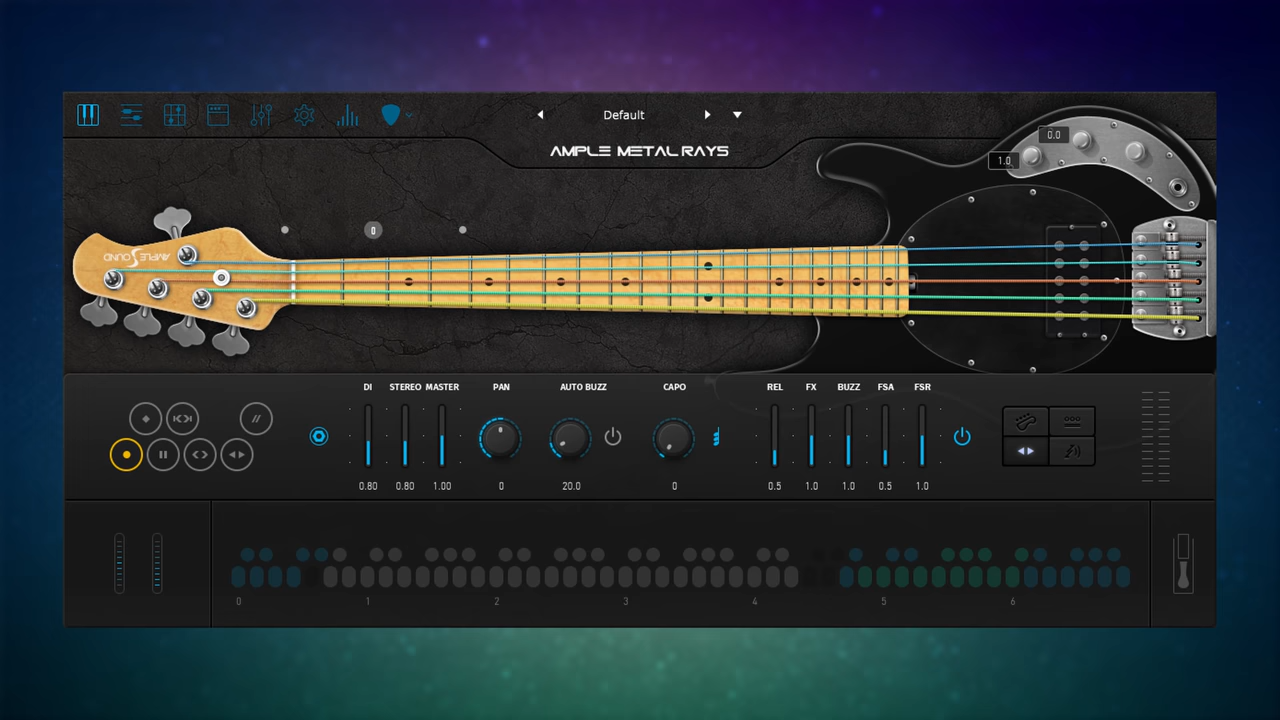 Default
AMPLE METAL RAYS
0.0
1.0
0
AMPLE SOUND
DI STEREO MASTER PAN AUTO BUZZ CAPO REL FX BUZZ FSA FSR
0.80 0.80 1.00 0 20.0 0 0.5 1.0 1.0 0.5 1.0
0 1 2 3 4 5 6